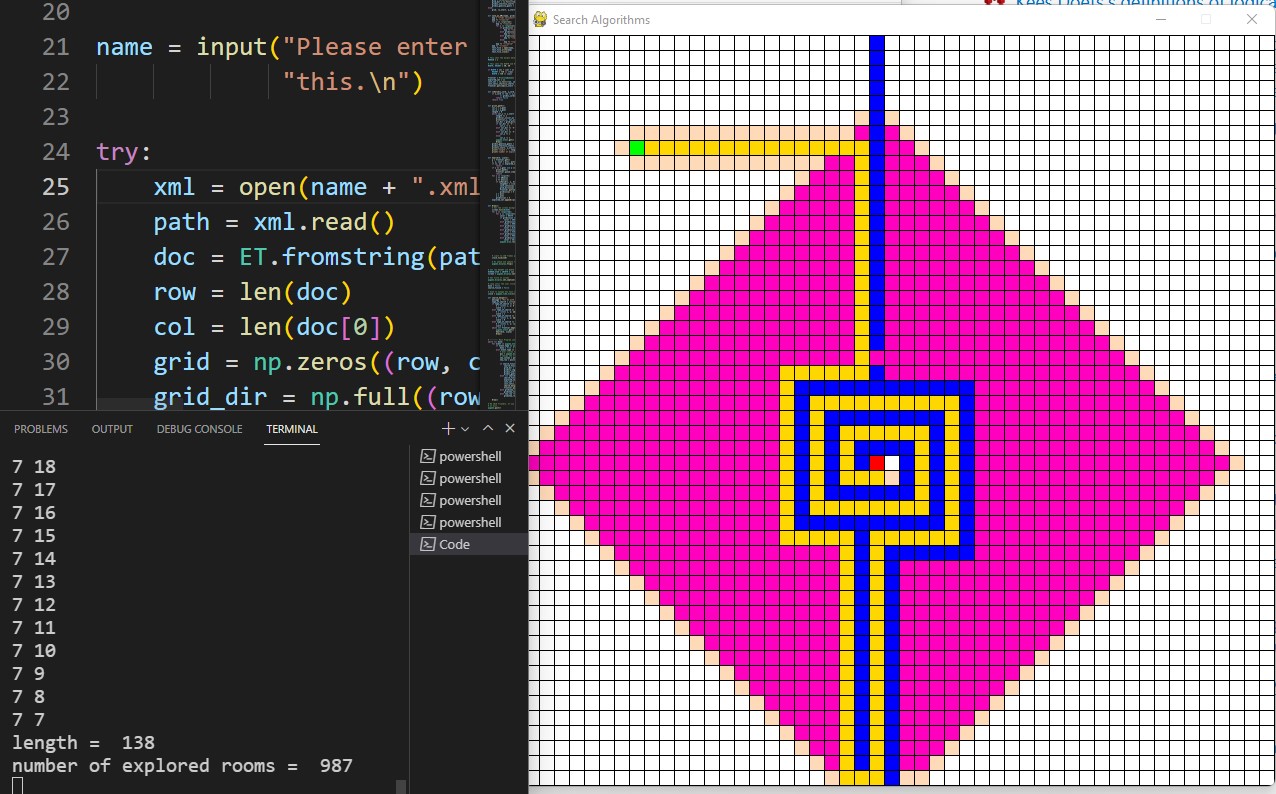 20
21 name = input("Please enter
22 "this.\n")
23
24 try:
25 xml = open(name + ".xml
26 path = xml.read()
27 doc = ET.fromstring(pat
28 row = len(doc)
29 col = len(doc[0])
30 grid = np.zeros((row, c
31 grid_dir = np.full((row
PROBLEMS OUTPUT DEBUG CONSOLE TERMINAL
7 18
7 17
7 16
7 15
7 14
7 13
7 12
7 11
7 10
7 9
7 8
7 7
length =  138
number of explored rooms =  987
powershell
powershell
powershell
powershell
Code
Kees Doets's definitions of logica
Search Algorithms